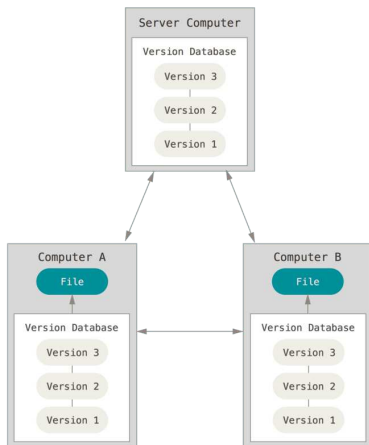 Server Computer
Version Database
Version 3
Version 2
Version 1
Computer A
File
Version Database
Version 3
Version 2
Version 1
Computer B
File
Version Database
Version 3
Version 2
Version 1